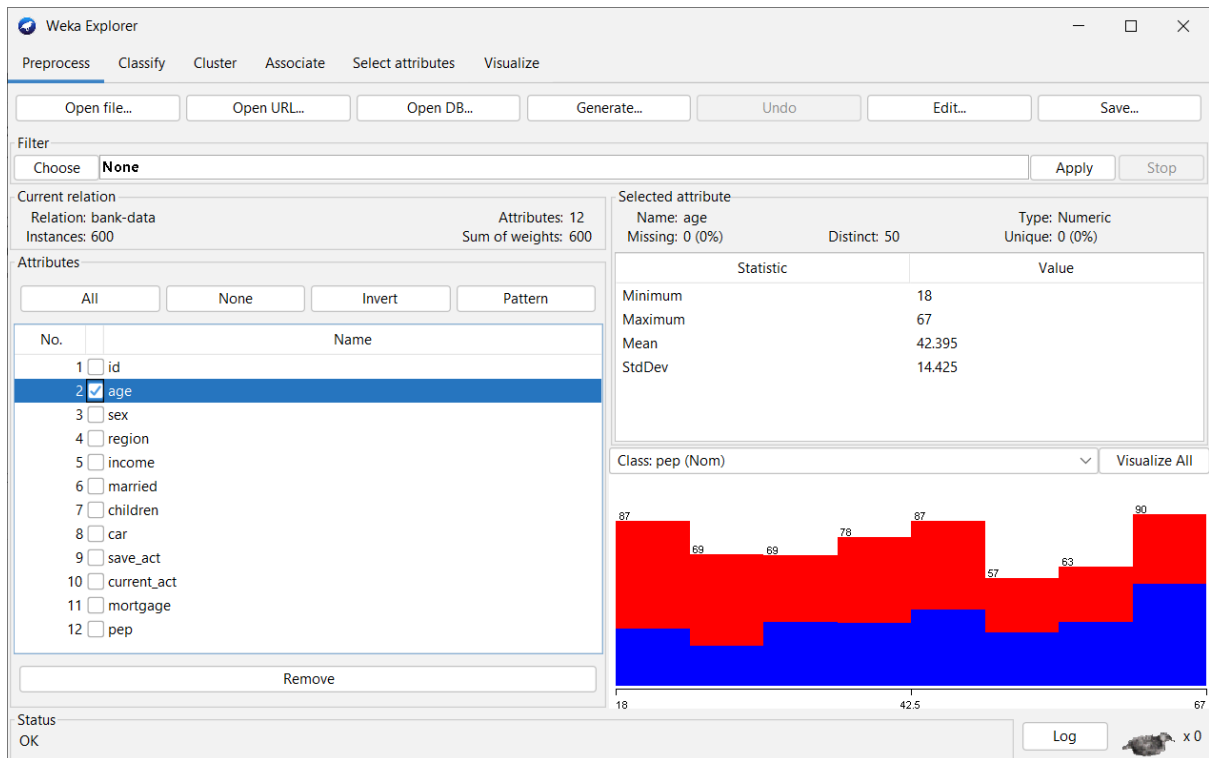 Weka Explorer
Preprocess Classify Cluster Associate Select attributes Visualize
Open file... Open URL... Open DB... Generate... Undo Edit... Save...
Filter
Choose None Apply Stop
Current relation
Relation: bank-data Attributes: 12
Instances: 600 Sum of weights: 600
Selected attribute
Name: age Type: Numeric
Missing: 0 (0%) Distinct: 50 Unique: 0 (0%)
Attributes
All None Invert Pattern
No. Name
1 id
2 age
3 sex
4 region
5 income
6 married
7 children
8 car
9 save_act
10 current_act
11 mortgage
12 pep
Remove
Statistic Value
Minimum 18
Maximum 67
Mean 42.395
StdDev 14.425
Class: pep (Nom) Visualize All
87 69 69 78 87 57 63 90
18 42.5 67
Status
OK
Log x 0